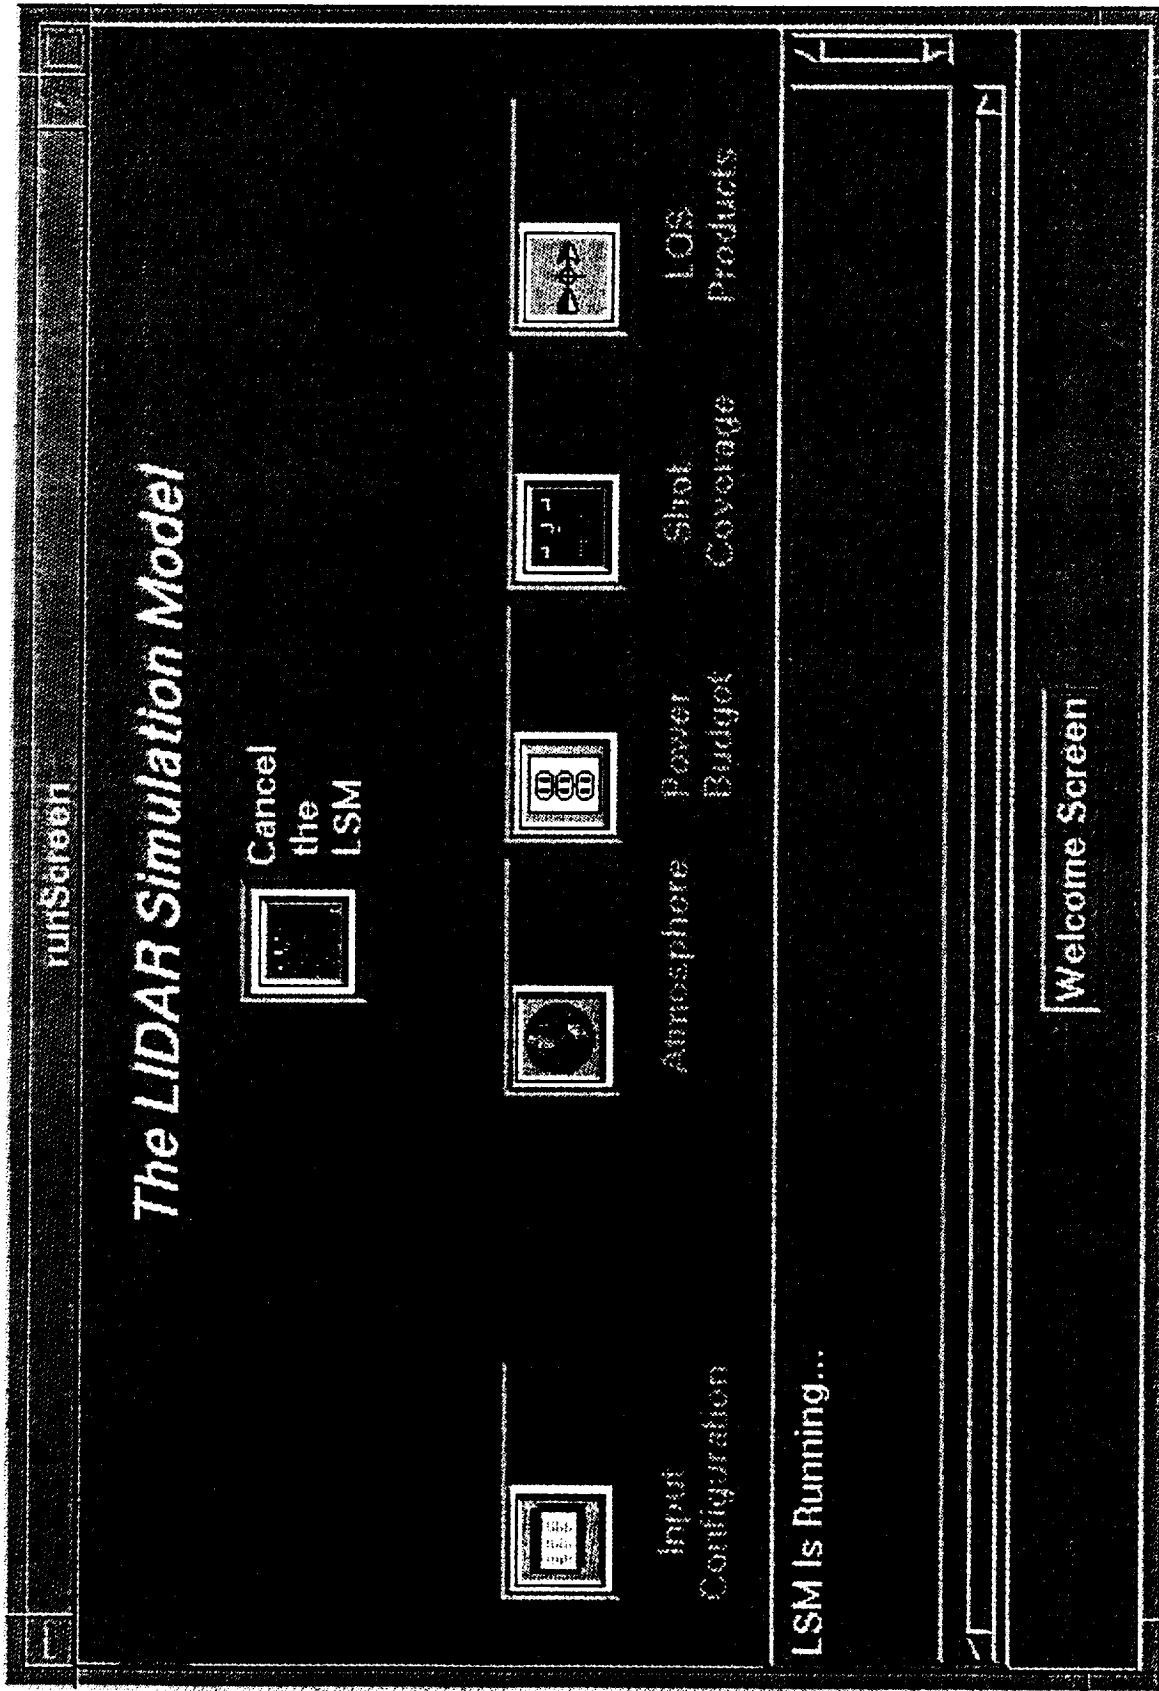 runScreen
The LIDAR Simulation Model
Cancel
the
LSM
Input
Configuration
Atmosphere
Power
Budget
Shot
Coverage
LOS
Products
LSM Is Running...
Welcome Screen